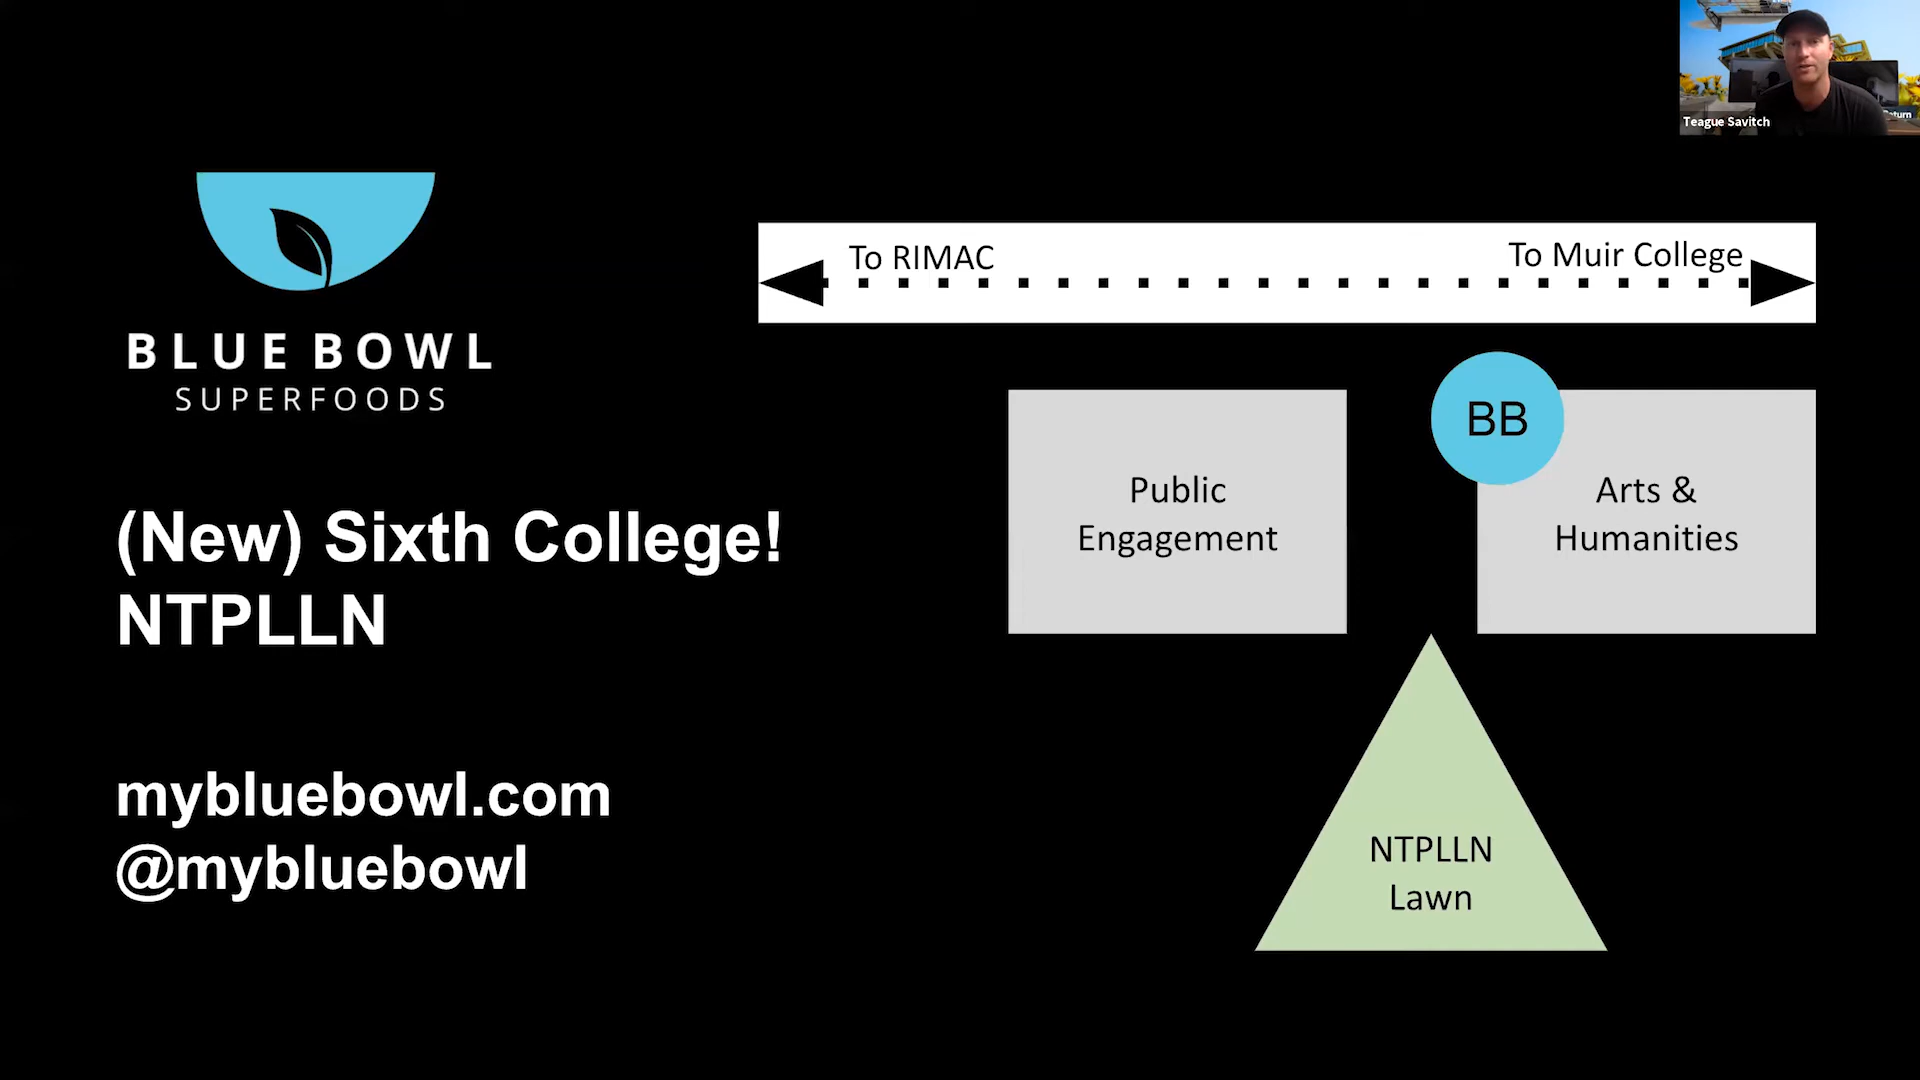 Teague Savitch
BLUE BOWL
SUPERFOODS
(New) Sixth College!
NTPLLN
mybluebowl.com
@mybluebowl
To RIMAC
To Muir College
BB
Public
Engagement
Arts &
Humanities
NTPLLN
Lawn